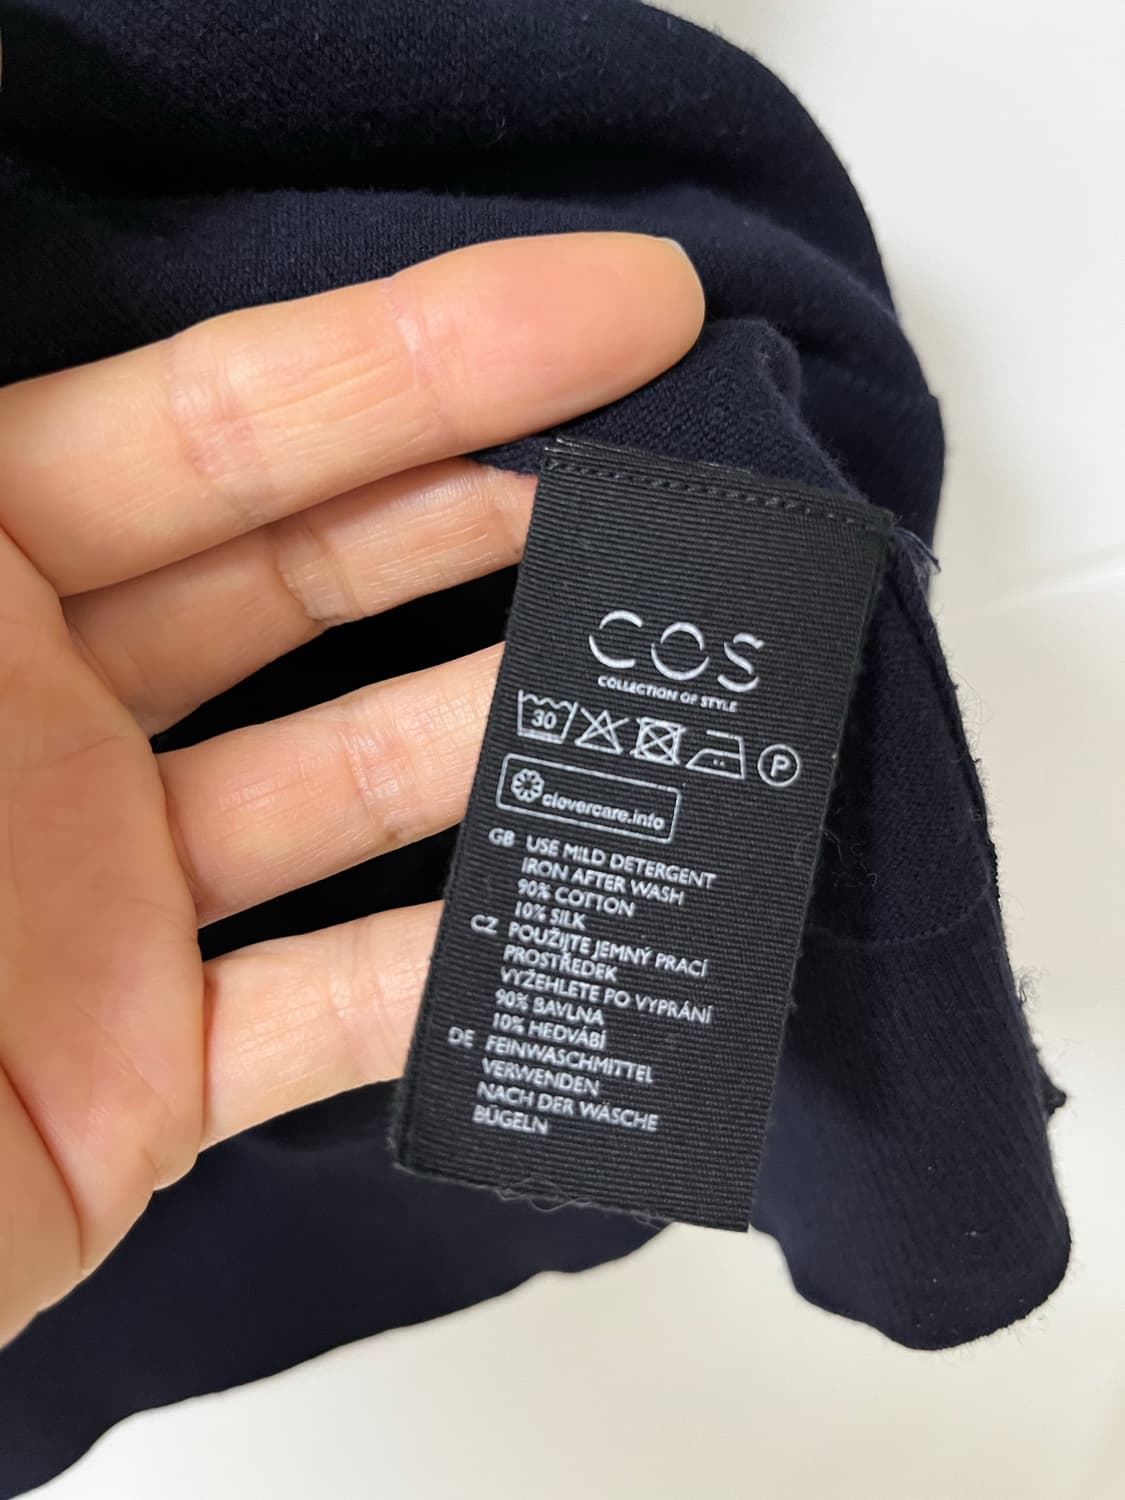 COS
COLLECTION OF STYLE
30
P
clevercare.info
GB USE MILD DETERGENT
IRON AFTER WASH
90% COTTON
10% SILK
CZ POUŽIJTE JEMNÝ PRACÍ
PROSTŘEDEK
VYŽEHLETE PO VYPRÁNÍ
90% BAVLNA
10% HEDVÁBÍ
DE FEINWASCHMITTEL
VERWENDEN
NACH DER WÄSCHE
BÜGELN